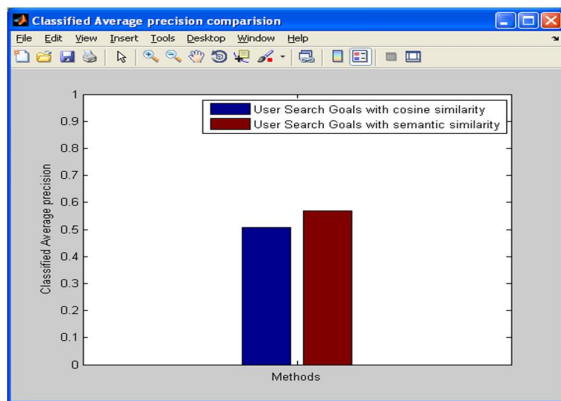 Classified Average precision comparision
File Edit View Insert Tools Desktop Window Help
1
0.9
0.8
0.7
0.6
0.5
0.4
0.3
0.2
0.1
0
Classified Average precision
User Search Goals with cosine similarity
User Search Goals with semantic similarity
Methods